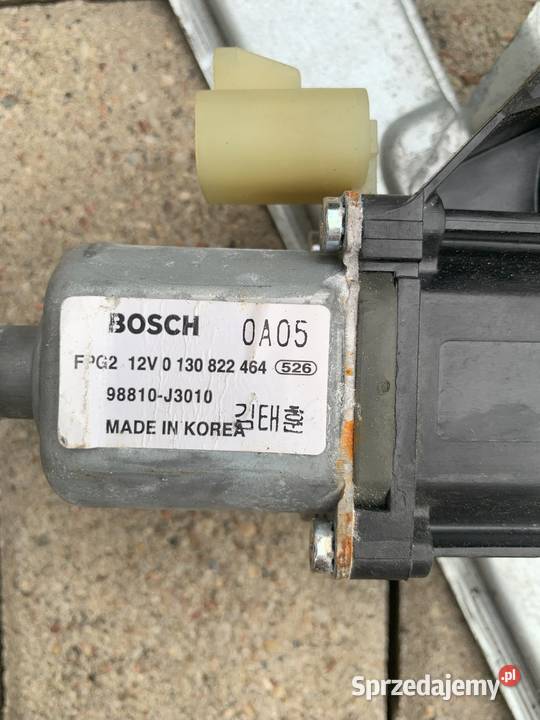 BOSCH 0A05
FPG2 12V 0 130 822 464 526
98810-J3010
MADE IN KOREA 김태훈
Sprzedajemy.pl